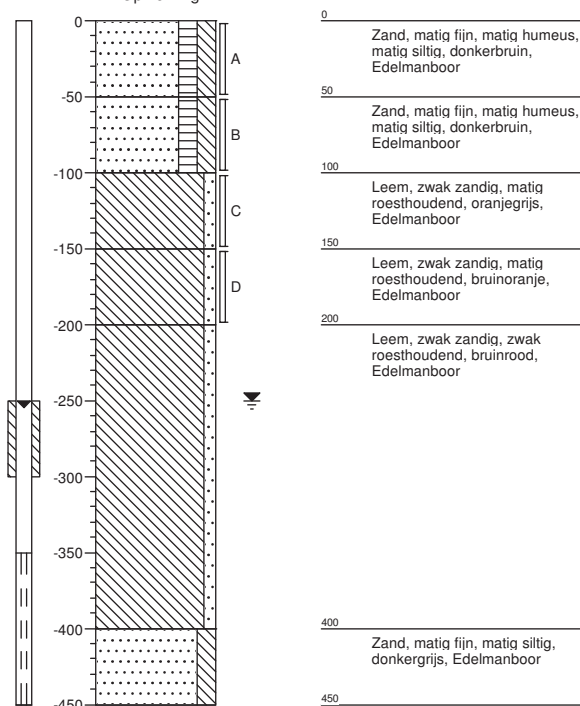 0
-50
-100
-150
-200
-250
-300
-350
-400
-450
A
B
C
D
0
Zand, matig fijn, matig humeus,
matig siltig, donkerbruin,
Edelmanboor
50
Zand, matig fijn, matig humeus,
matig siltig, donkerbruin,
Edelmanboor
100
Leem, zwak zandig, matig
roesthoudend, oranjegrijs,
Edelmanboor
150
Leem, zwak zandig, matig
roesthoudend, bruinoranje,
Edelmanboor
200
Leem, zwak zandig, zwak
roesthoudend, bruinrood,
Edelmanboor
400
Zand, matig fijn, matig siltig,
donkergrijs, Edelmanboor
450